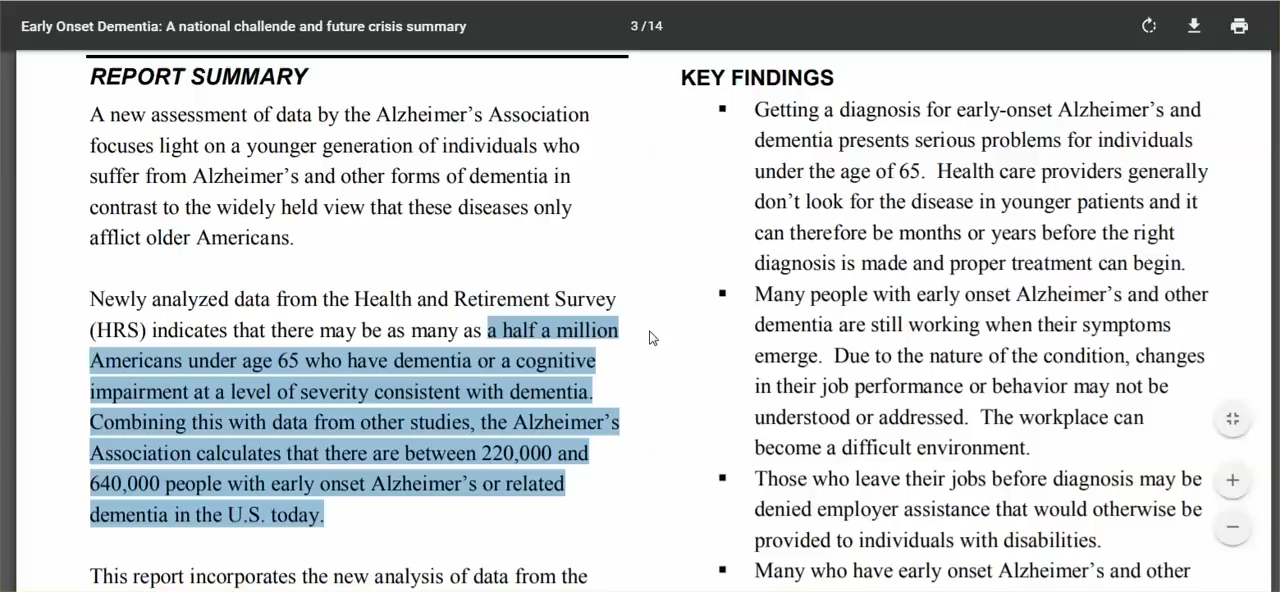 Early Onset Dementia: A national challende and future crisis summary
3 / 14
REPORT SUMMARY
A new assessment of data by the Alzheimer’s Association
focuses light on a younger generation of individuals who
suffer from Alzheimer’s and other forms of dementia in
contrast to the widely held view that these diseases only
afflict older Americans.
Newly analyzed data from the Health and Retirement Survey
(HRS) indicates that there may be as many as a half a million
Americans under age 65 who have dementia or a cognitive
impairment at a level of severity consistent with dementia.
Combining this with data from other studies, the Alzheimer’s
Association calculates that there are between 220,000 and
640,000 people with early onset Alzheimer’s or related
dementia in the U.S. today.
This report incorporates the new analysis of data from the
KEY FINDINGS
▪ Getting a diagnosis for early-onset Alzheimer’s and
dementia presents serious problems for individuals
under the age of 65. Health care providers generally
don’t look for the disease in younger patients and it
can therefore be months or years before the right
diagnosis is made and proper treatment can begin.
▪ Many people with early onset Alzheimer’s and other
dementia are still working when their symptoms
emerge. Due to the nature of the condition, changes
in their job performance or behavior may not be
understood or addressed. The workplace can
become a difficult environment.
▪ Those who leave their jobs before diagnosis may be
denied employer assistance that would otherwise be
provided to individuals with disabilities.
▪ Many who have early onset Alzheimer’s and other